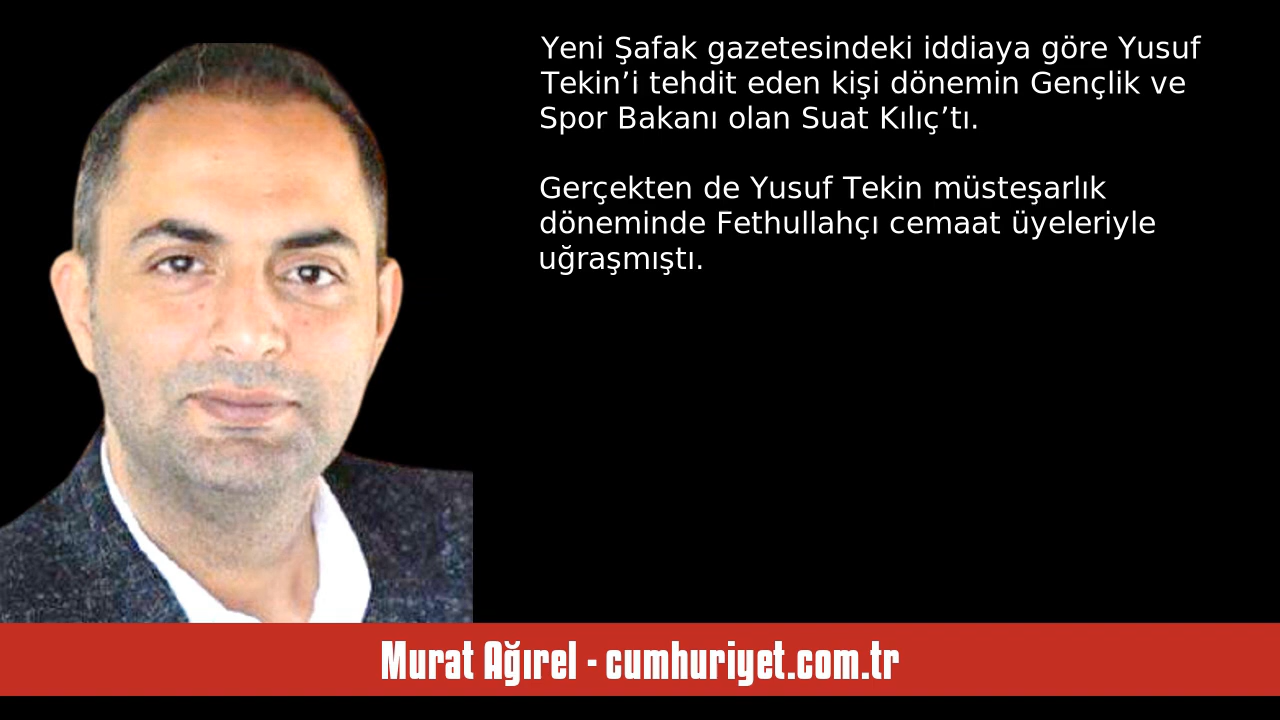 Yeni Şafak gazetesindeki iddiaya göre Yusuf
Tekin’i tehdit eden kişi dönemin Gençlik ve
Spor Bakanı olan Suat Kılıç’tı.
Gerçekten de Yusuf Tekin müsteşarlık
döneminde Fethullahçı cemaat üyeleriyle
uğraşmıştı.
Murat Ağırel - cumhuriyet.com.tr